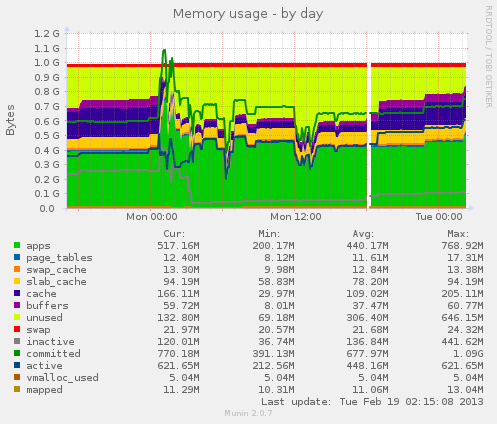 Memory usage - by day
RRDTOOL / TOBI OETIKER
Bytes
1.2 G
1.1 G
1.0 G
0.9 G
0.8 G
0.7 G
0.6 G
0.5 G
0.4 G
0.3 G
0.2 G
0.1 G
0.0
Mon 00:00 Mon 12:00 Tue 00:00
Cur: Min: Avg: Max:
apps 517.16M 200.17M 440.17M 768.92M
page_tables 12.40M 8.12M 11.61M 17.31M
swap_cache 13.30M 9.98M 12.84M 13.38M
slab_cache 94.19M 58.83M 78.20M 94.19M
cache 166.11M 29.97M 109.02M 205.11M
buffers 59.72M 8.01M 37.47M 60.77M
unused 132.80M 69.18M 306.40M 646.15M
swap 21.97M 20.57M 21.68M 24.32M
inactive 120.01M 36.74M 136.84M 441.62M
committed 770.18M 391.13M 677.97M 1.09G
active 621.65M 212.56M 448.16M 621.65M
vmalloc_used 5.04M 5.04M 5.04M 5.04M
mapped 11.29M 10.31M 11.06M 13.04M
Last update: Tue Feb 19 02:15:08 2013
Munin 2.0.7